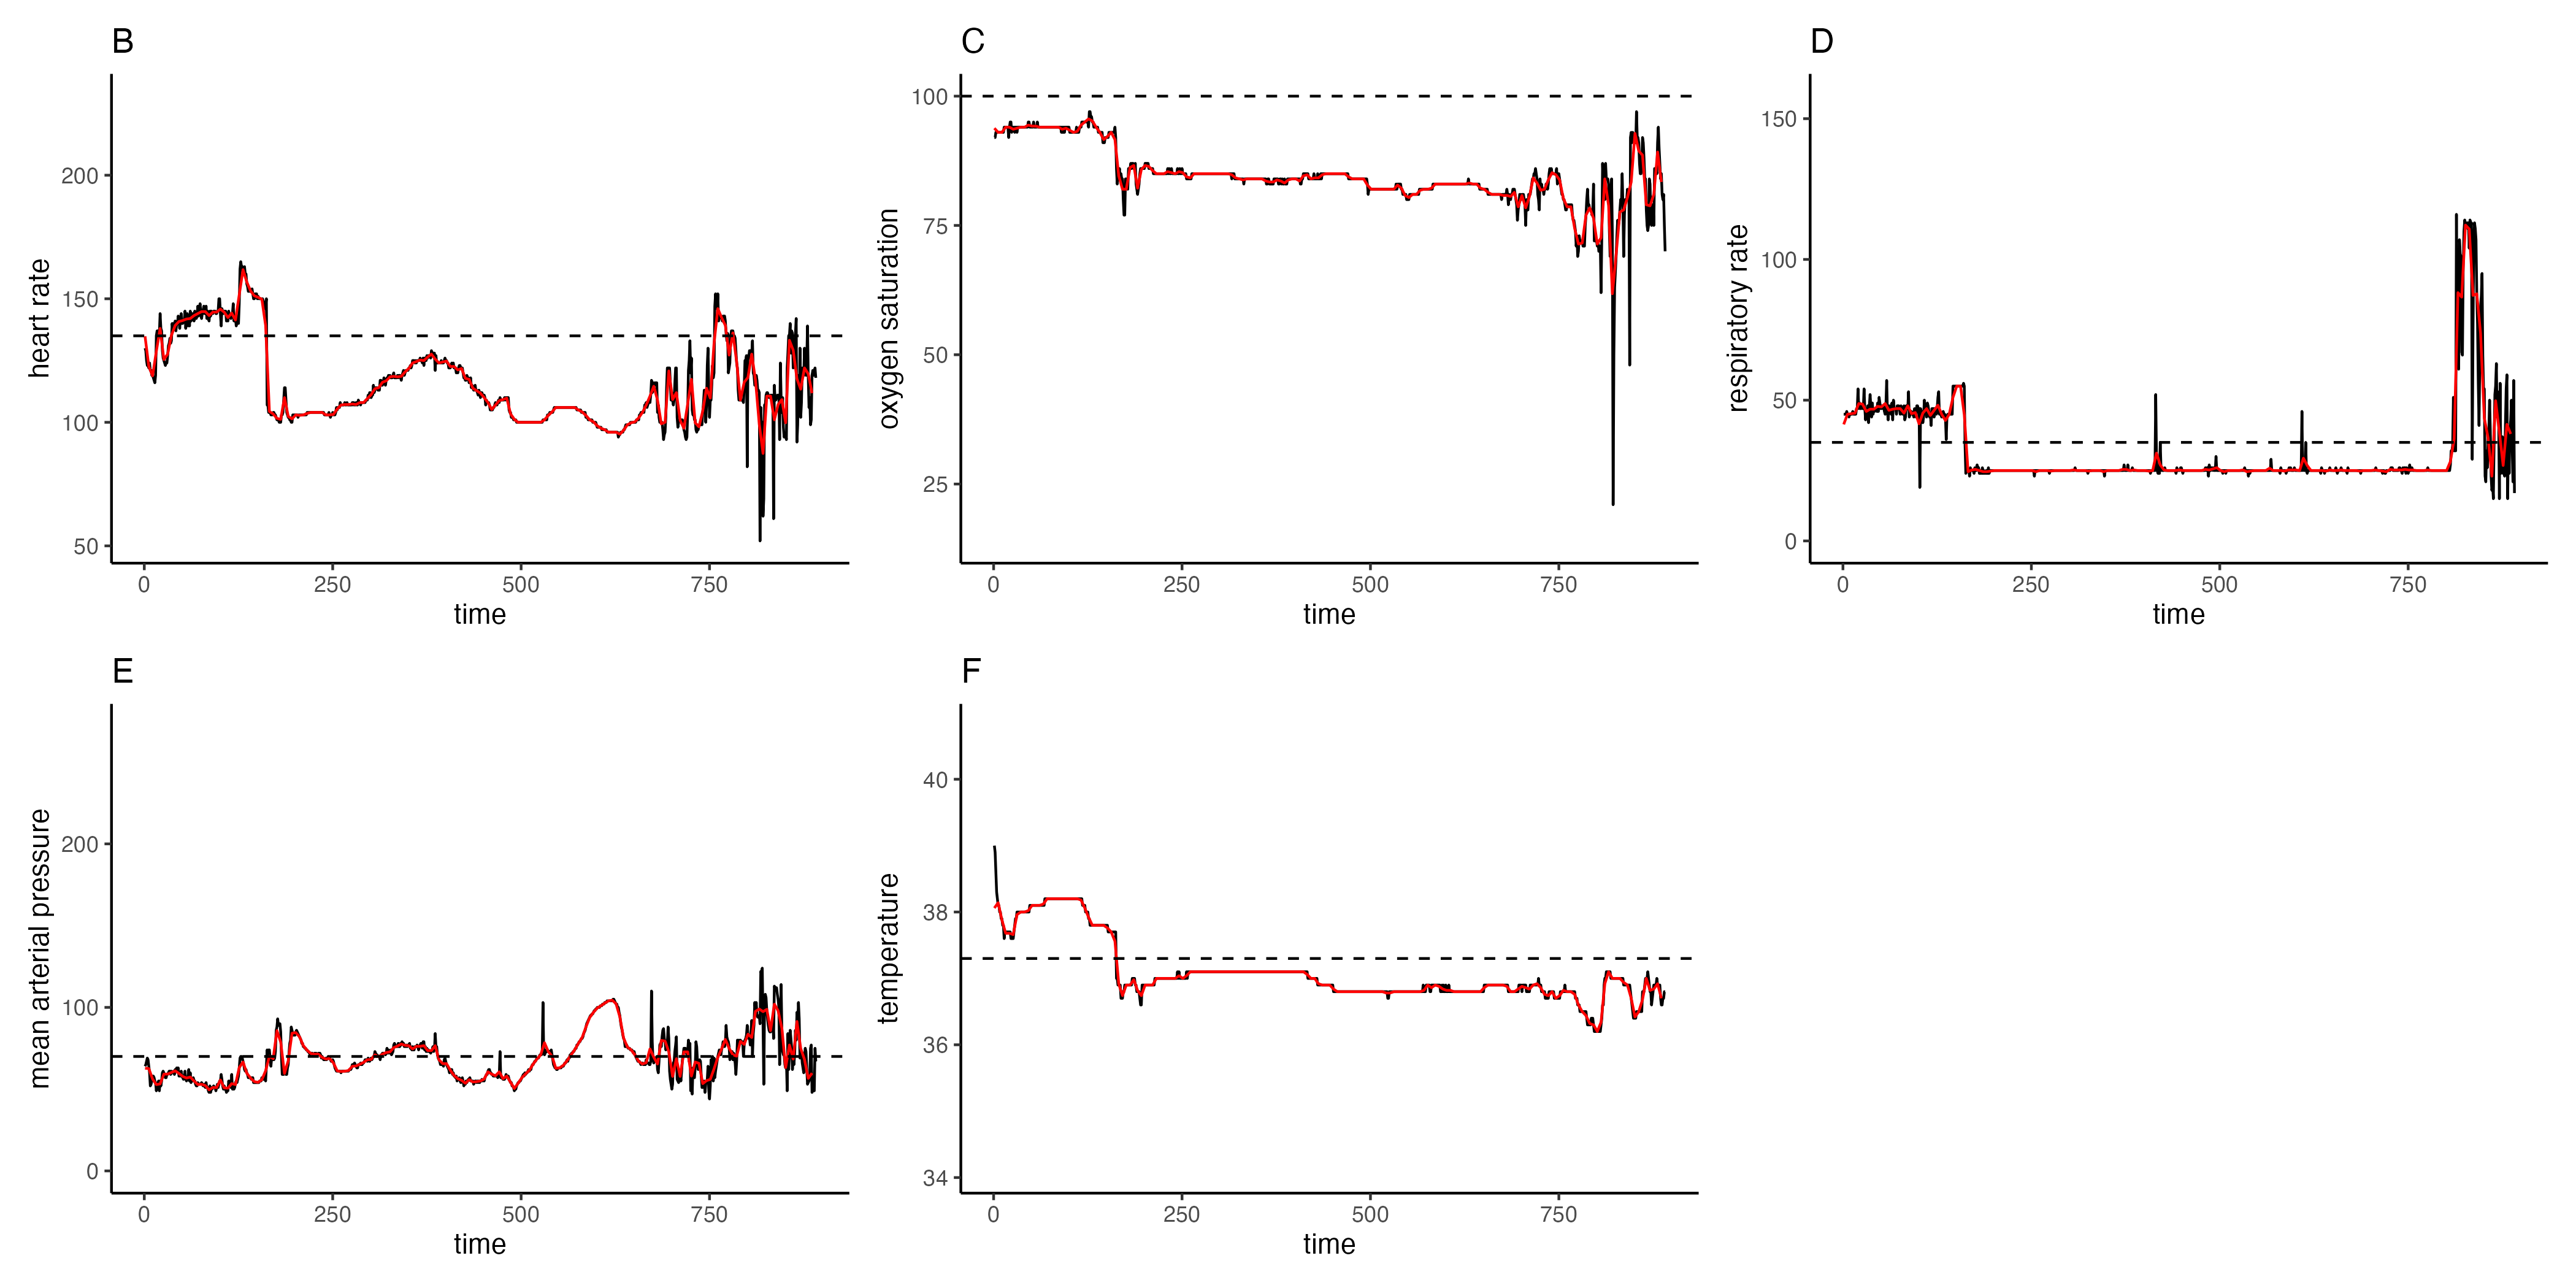 B
heart rate
200
150
100
50
0 250 500 750
time
C
oxygen saturation
100
75
50
25
0 250 500 750
time
D
respiratory rate
150
100
50
0
0 250 500 750
time
E
mean arterial pressure
200
100
0
0 250 500 750
time
F
temperature
40
38
36
34
0 250 500 750
time